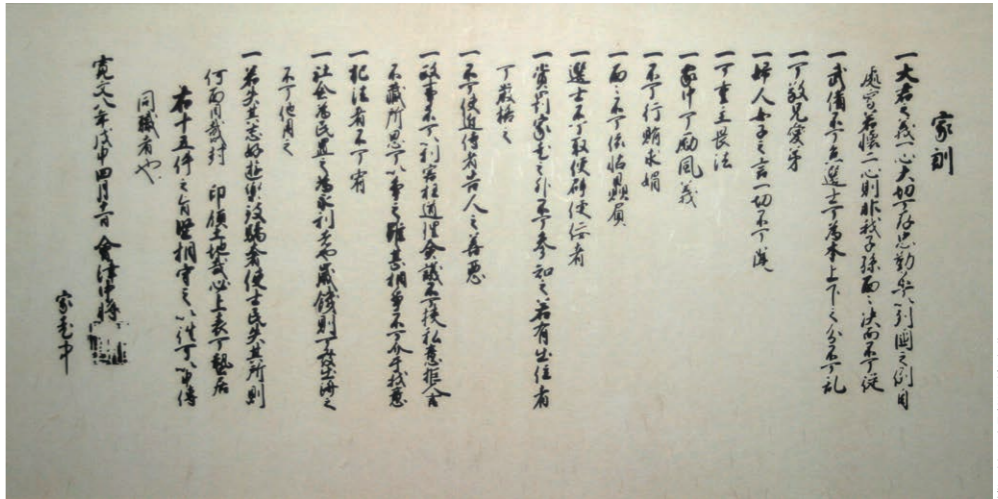 家訓
一大君之義一心大切可存忠勤不可以列國之例自
處焉若懷二心則非我子孫面々決而不可從
一武備不可怠選士可為本上下之分不可乱
一可敬兄愛弟
一婦人女子之言一切不可聞
一可重主畏法
一家中可励風義
一不可行賄求媚
一面々不可依怙贔屓
一選士不可取便辟便佞者
一賞罰家老之外不可参知之若有出位者
可嚴格之
一不可使近侍者告人之善悪
一政事不可以利害枉道理僉議不可挟私意拒人言
不藏所思可以争之雖甚相争不可介于我意
一犯法者不可宥
一社倉為民置之為永利者也歳饑則可發出済之
不可他用之
一若失其志好遊樂致驕奢使士民失其所則
何面目戴封印領土地哉必上表可蟄居
右十五件之旨堅相守之以往可以申傳
同職者也
寛文八年戊申四月十一日 會津中将
家老中